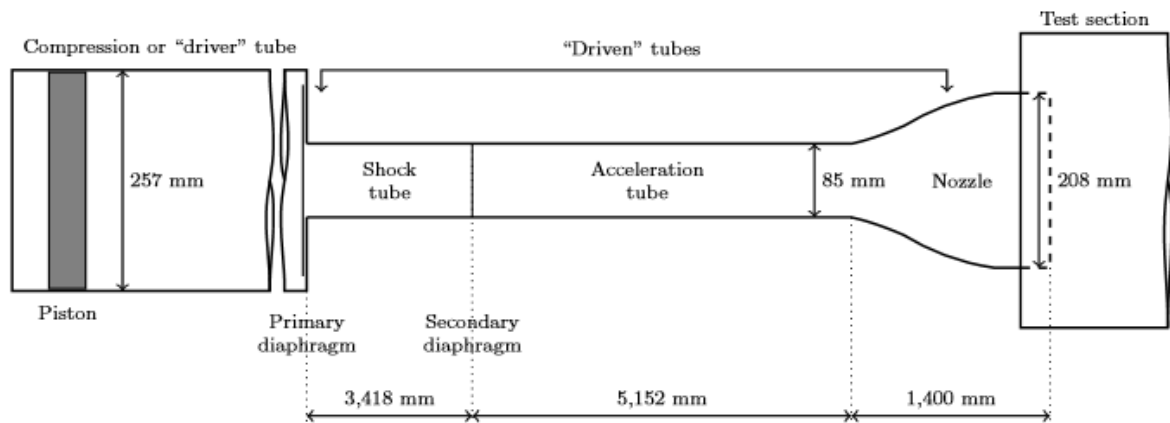 Test section
Compression or “driver” tube
“Driven” tubes
257 mm
Shock
tube
Acceleration
tube
85 mm
Nozzle
208 mm
Piston
Primary
diaphragm
Secondary
diaphragm
3,418 mm
5,152 mm
1,400 mm